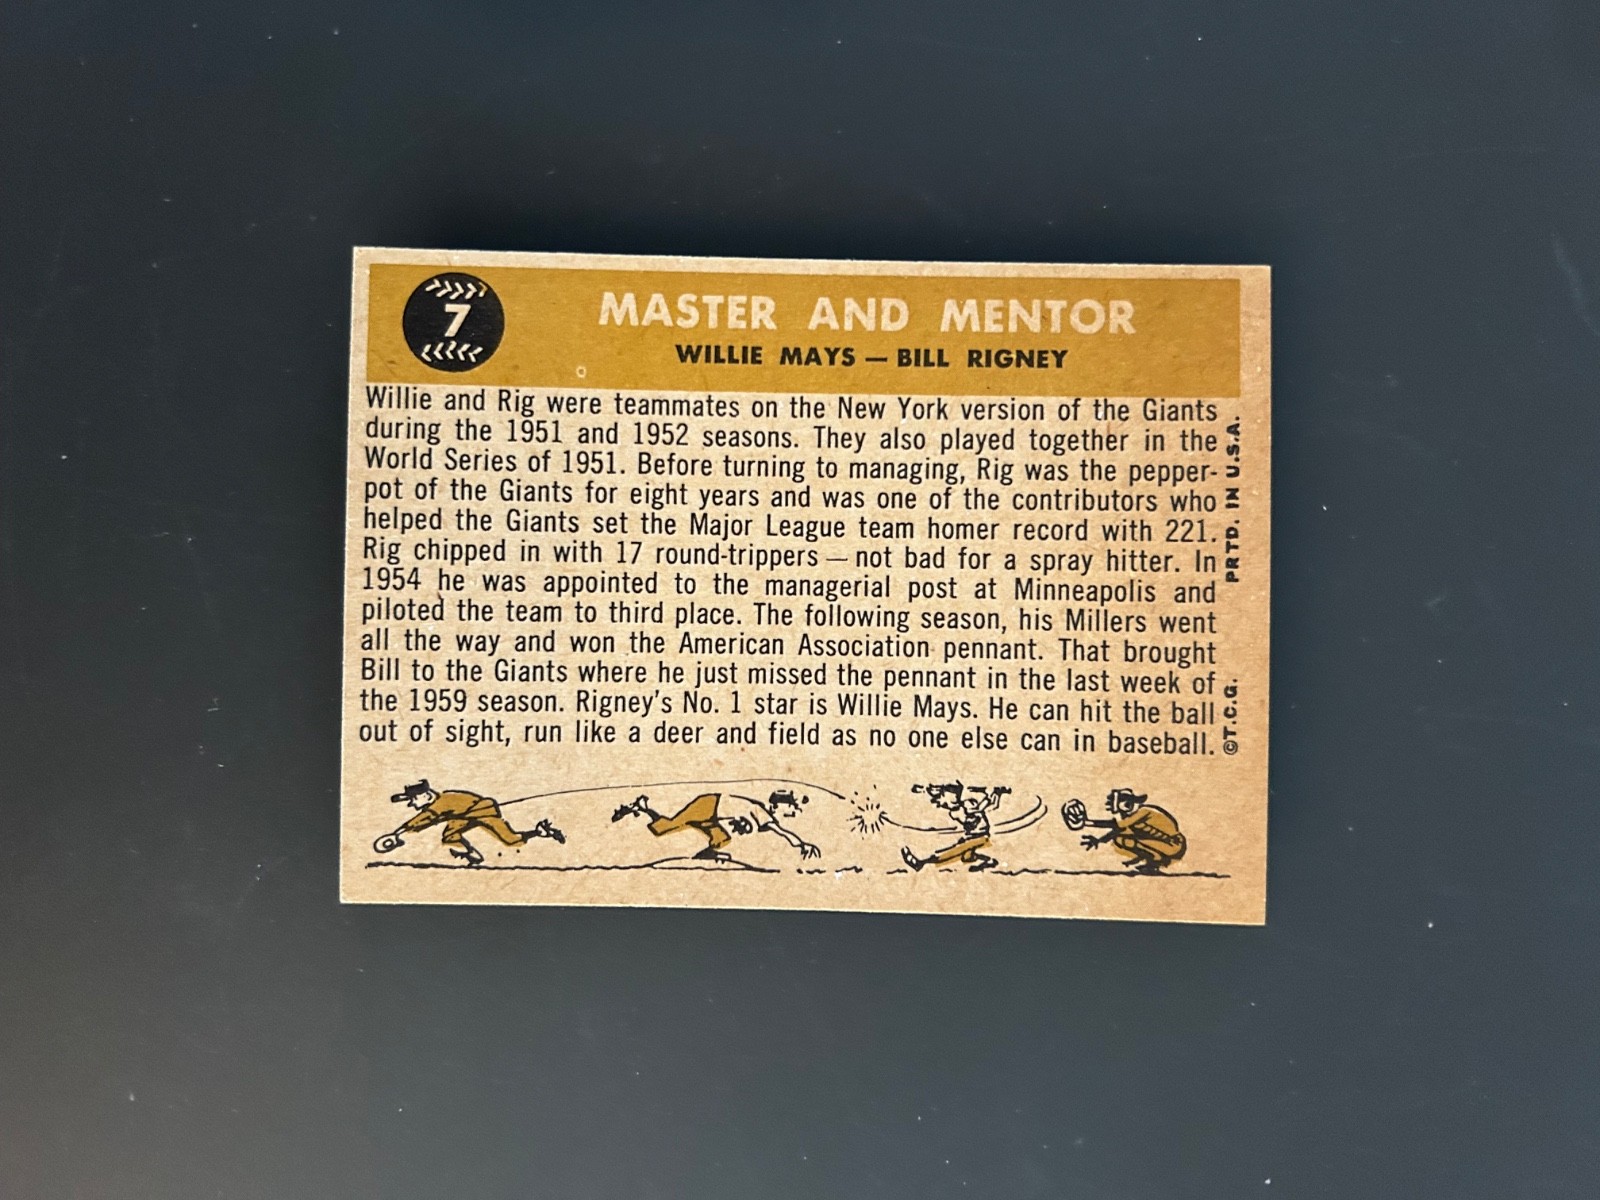 7
MASTER AND MENTOR
WILLIE MAYS — BILL RIGNEY
Willie and Rig were teammates on the New York version of the Giants
during the 1951 and 1952 seasons. They also played together in the
World Series of 1951. Before turning to managing, Rig was the pepper-
pot of the Giants for eight years and was one of the contributors who
helped the Giants set the Major League team homer record with 221.
Rig chipped in with 17 round-trippers — not bad for a spray hitter. In
1954 he was appointed to the managerial post at Minneapolis and
piloted the team to third place. The following season, his Millers went
all the way and won the American Association pennant. That brought
Bill to the Giants where he just missed the pennant in the last week of
the 1959 season. Rigney's No. 1 star is Willie Mays. He can hit the ball
out of sight, run like a deer and field as no one else can in baseball.
©T.C.G. PRTD. IN U.S.A.